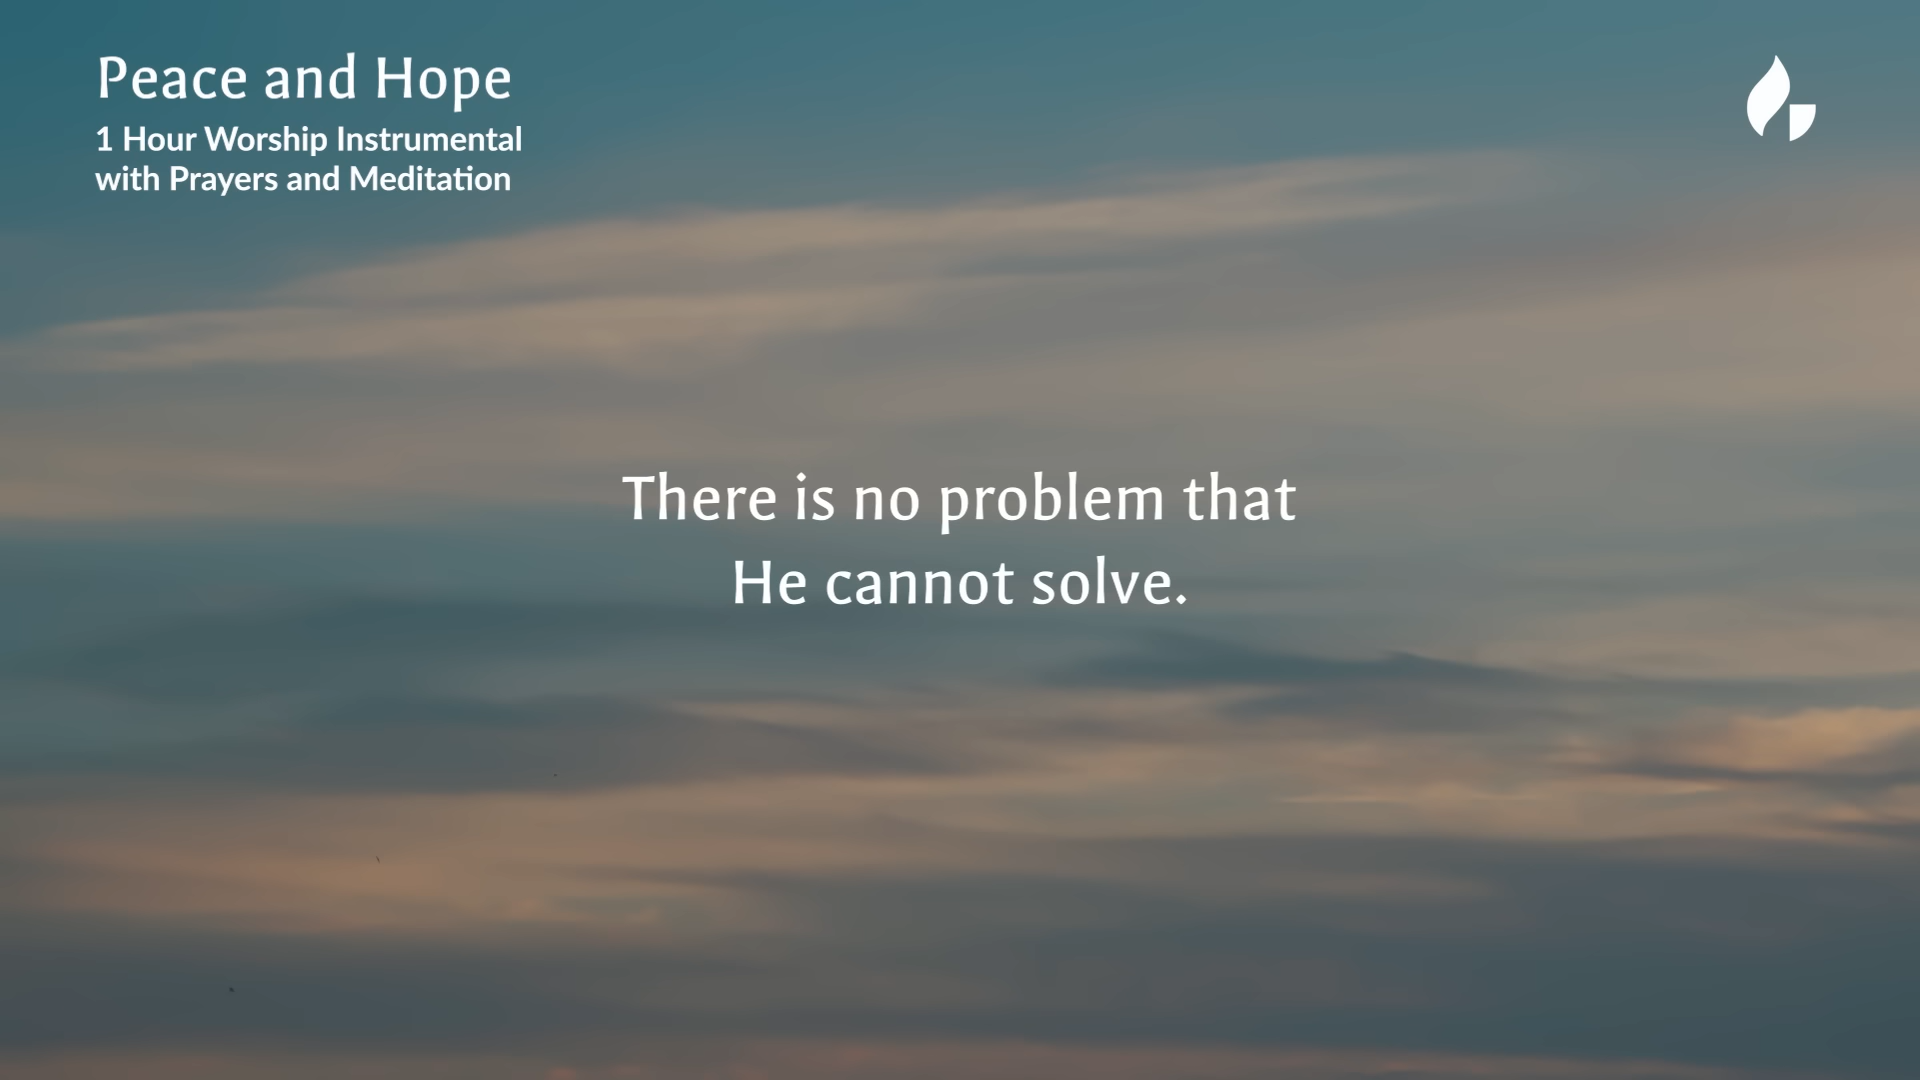 Peace and Hope
1 Hour Worship Instrumental
with Prayers and Meditation
There is no problem that
He cannot solve.